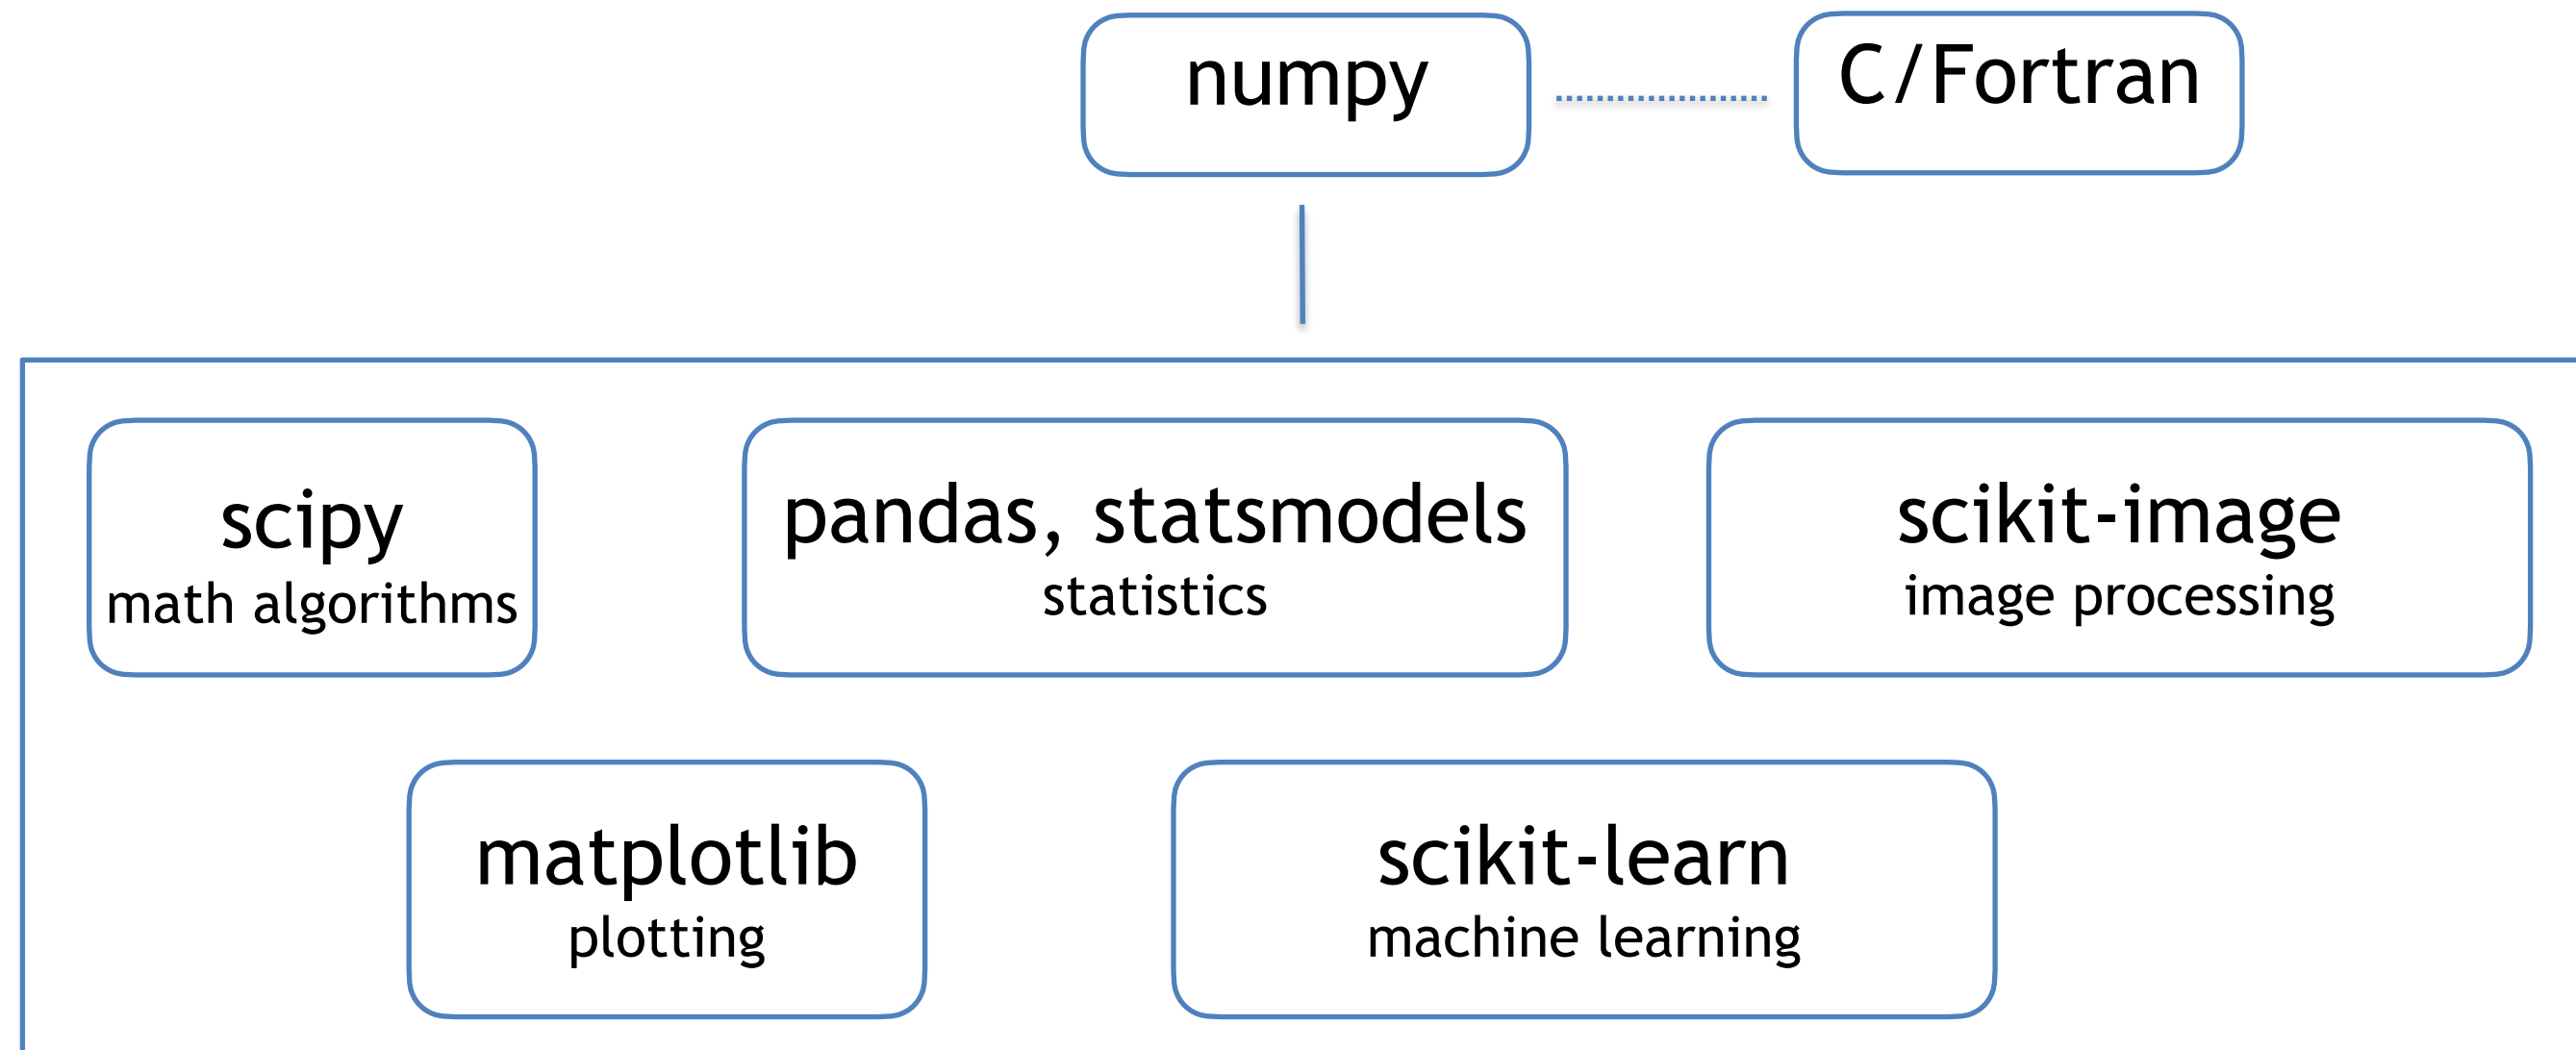 numpy
C/Fortran
scipy
math algorithms
pandas, statsmodels
statistics
scikit-image
image processing
matplotlib
plotting
scikit-learn
machine learning